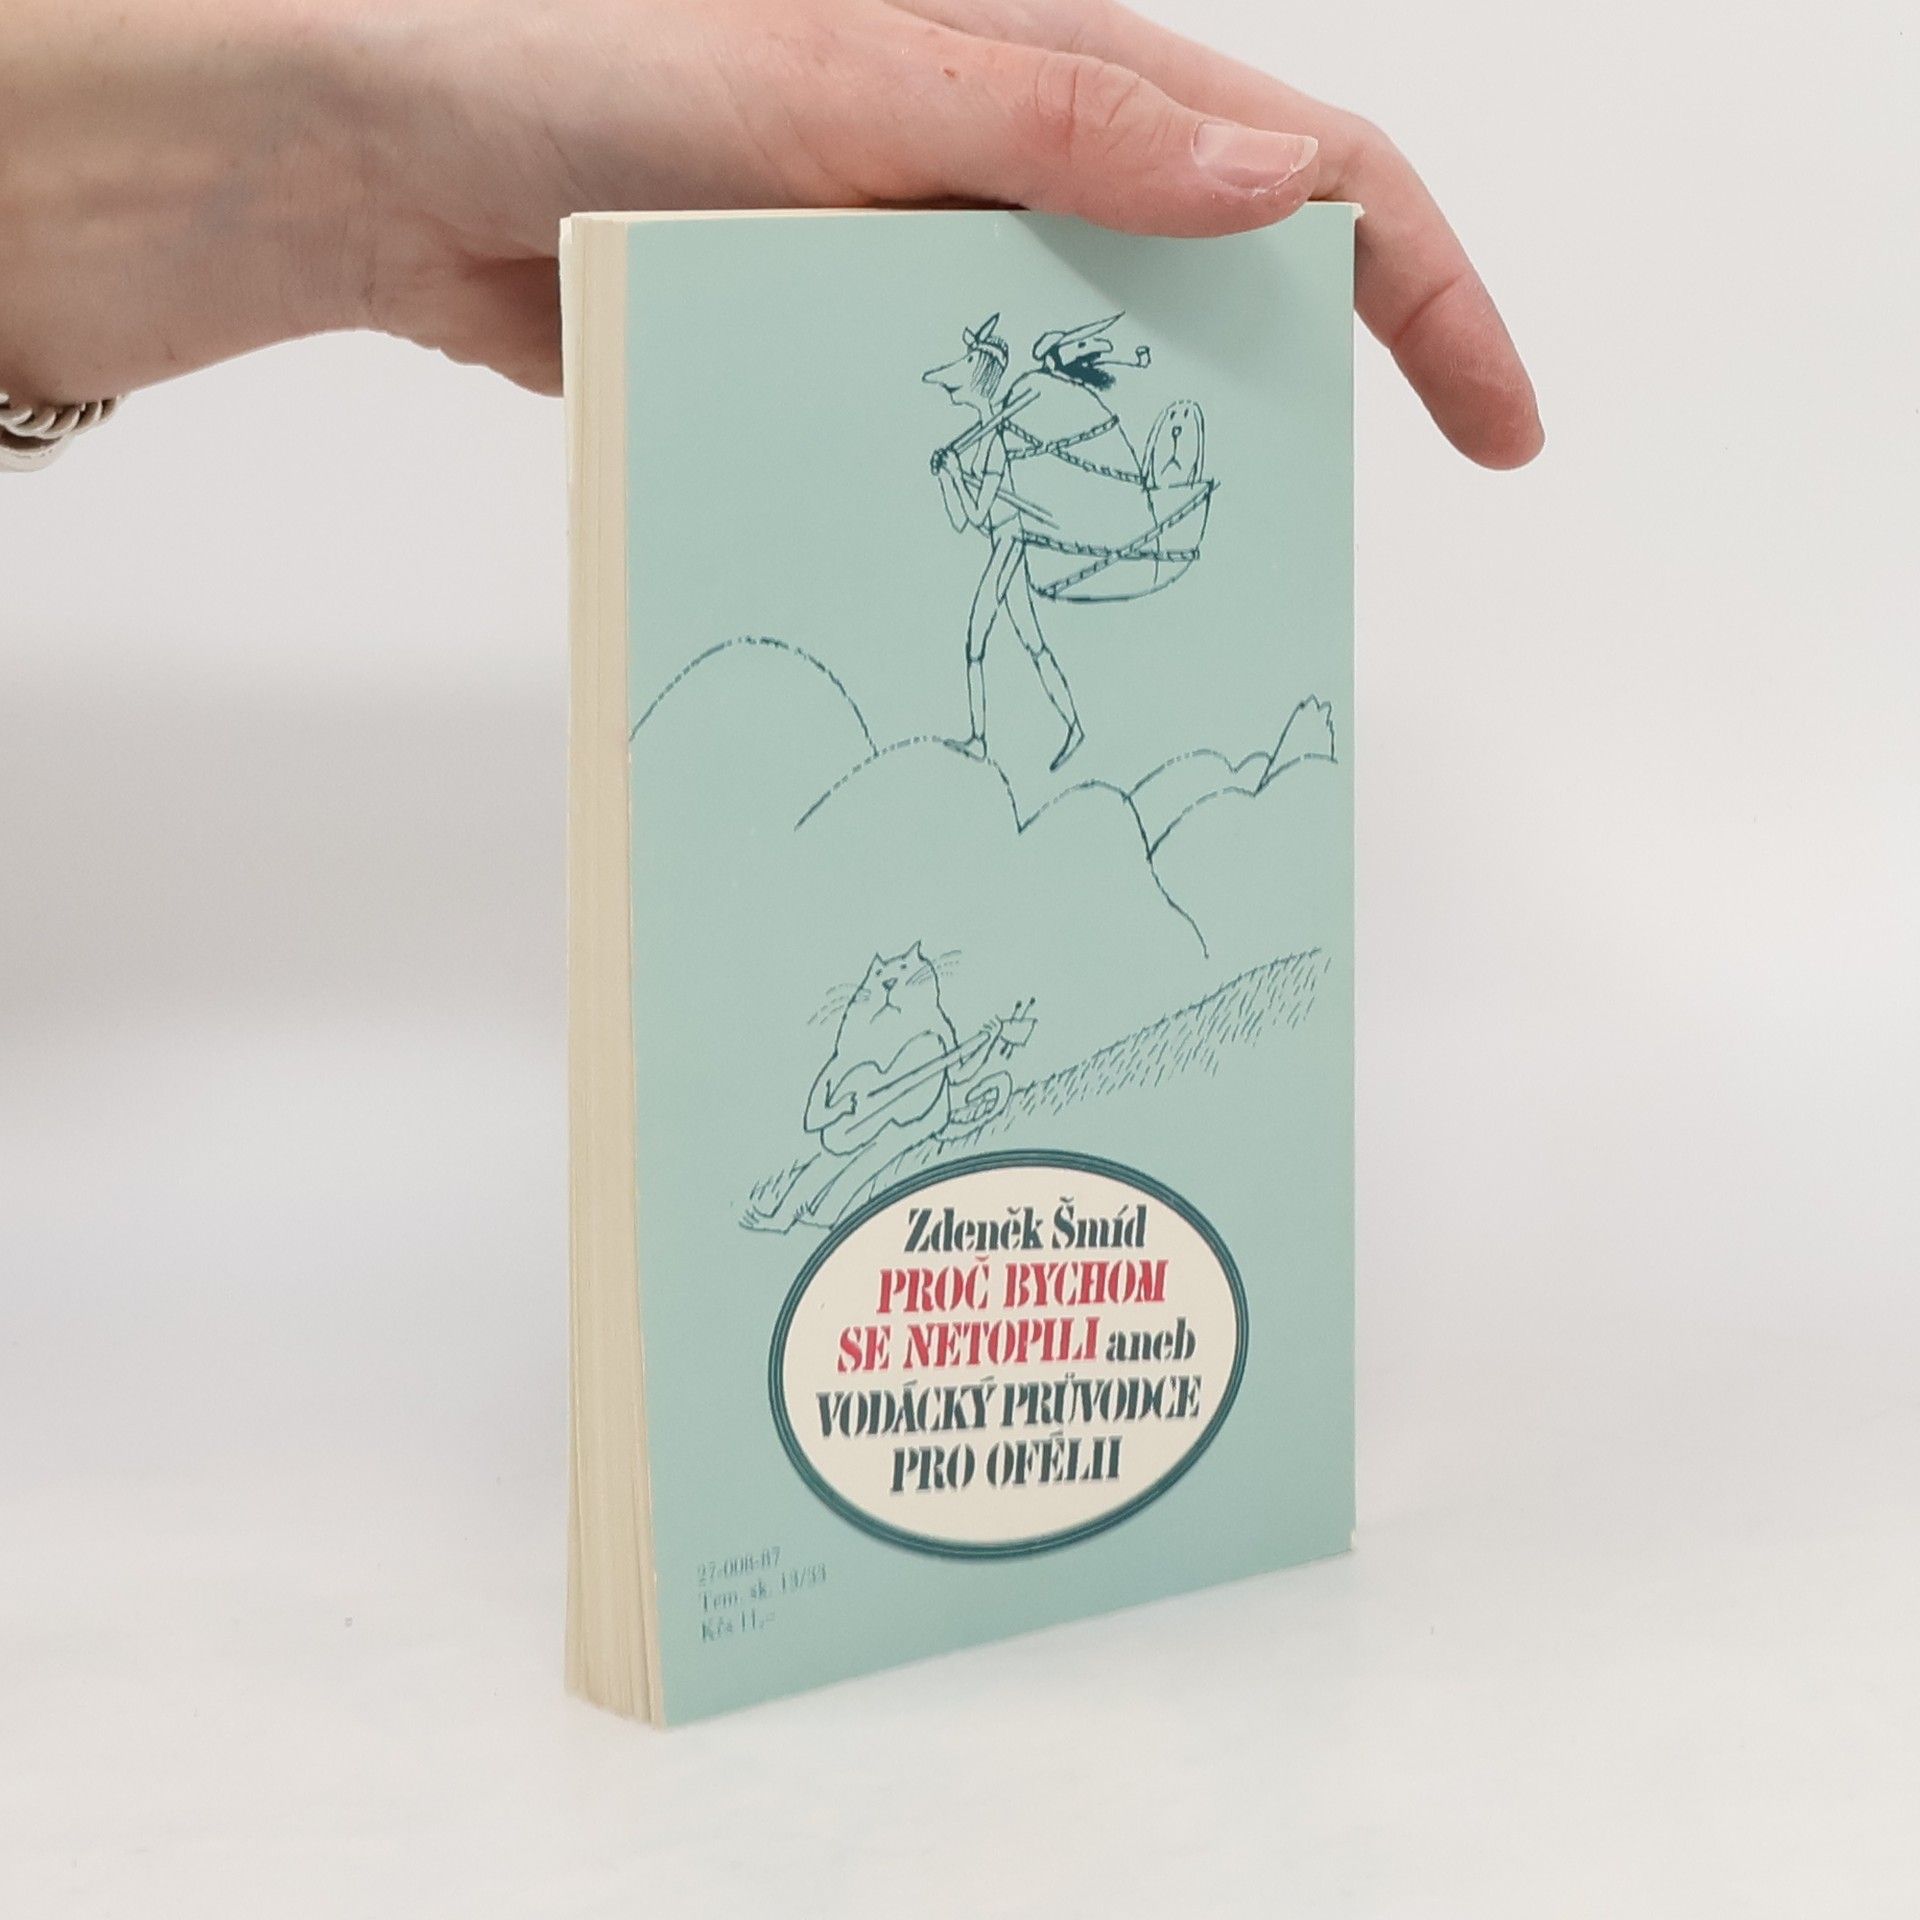 Zdeněk Šmíd
PROČ BYCHOM
SE NETOPILI aneb
VODÁCKÝ PRŮVODCE
PRO OFÉLII
27-008-87
Tem. sk. 13/33
Kčs 11,-